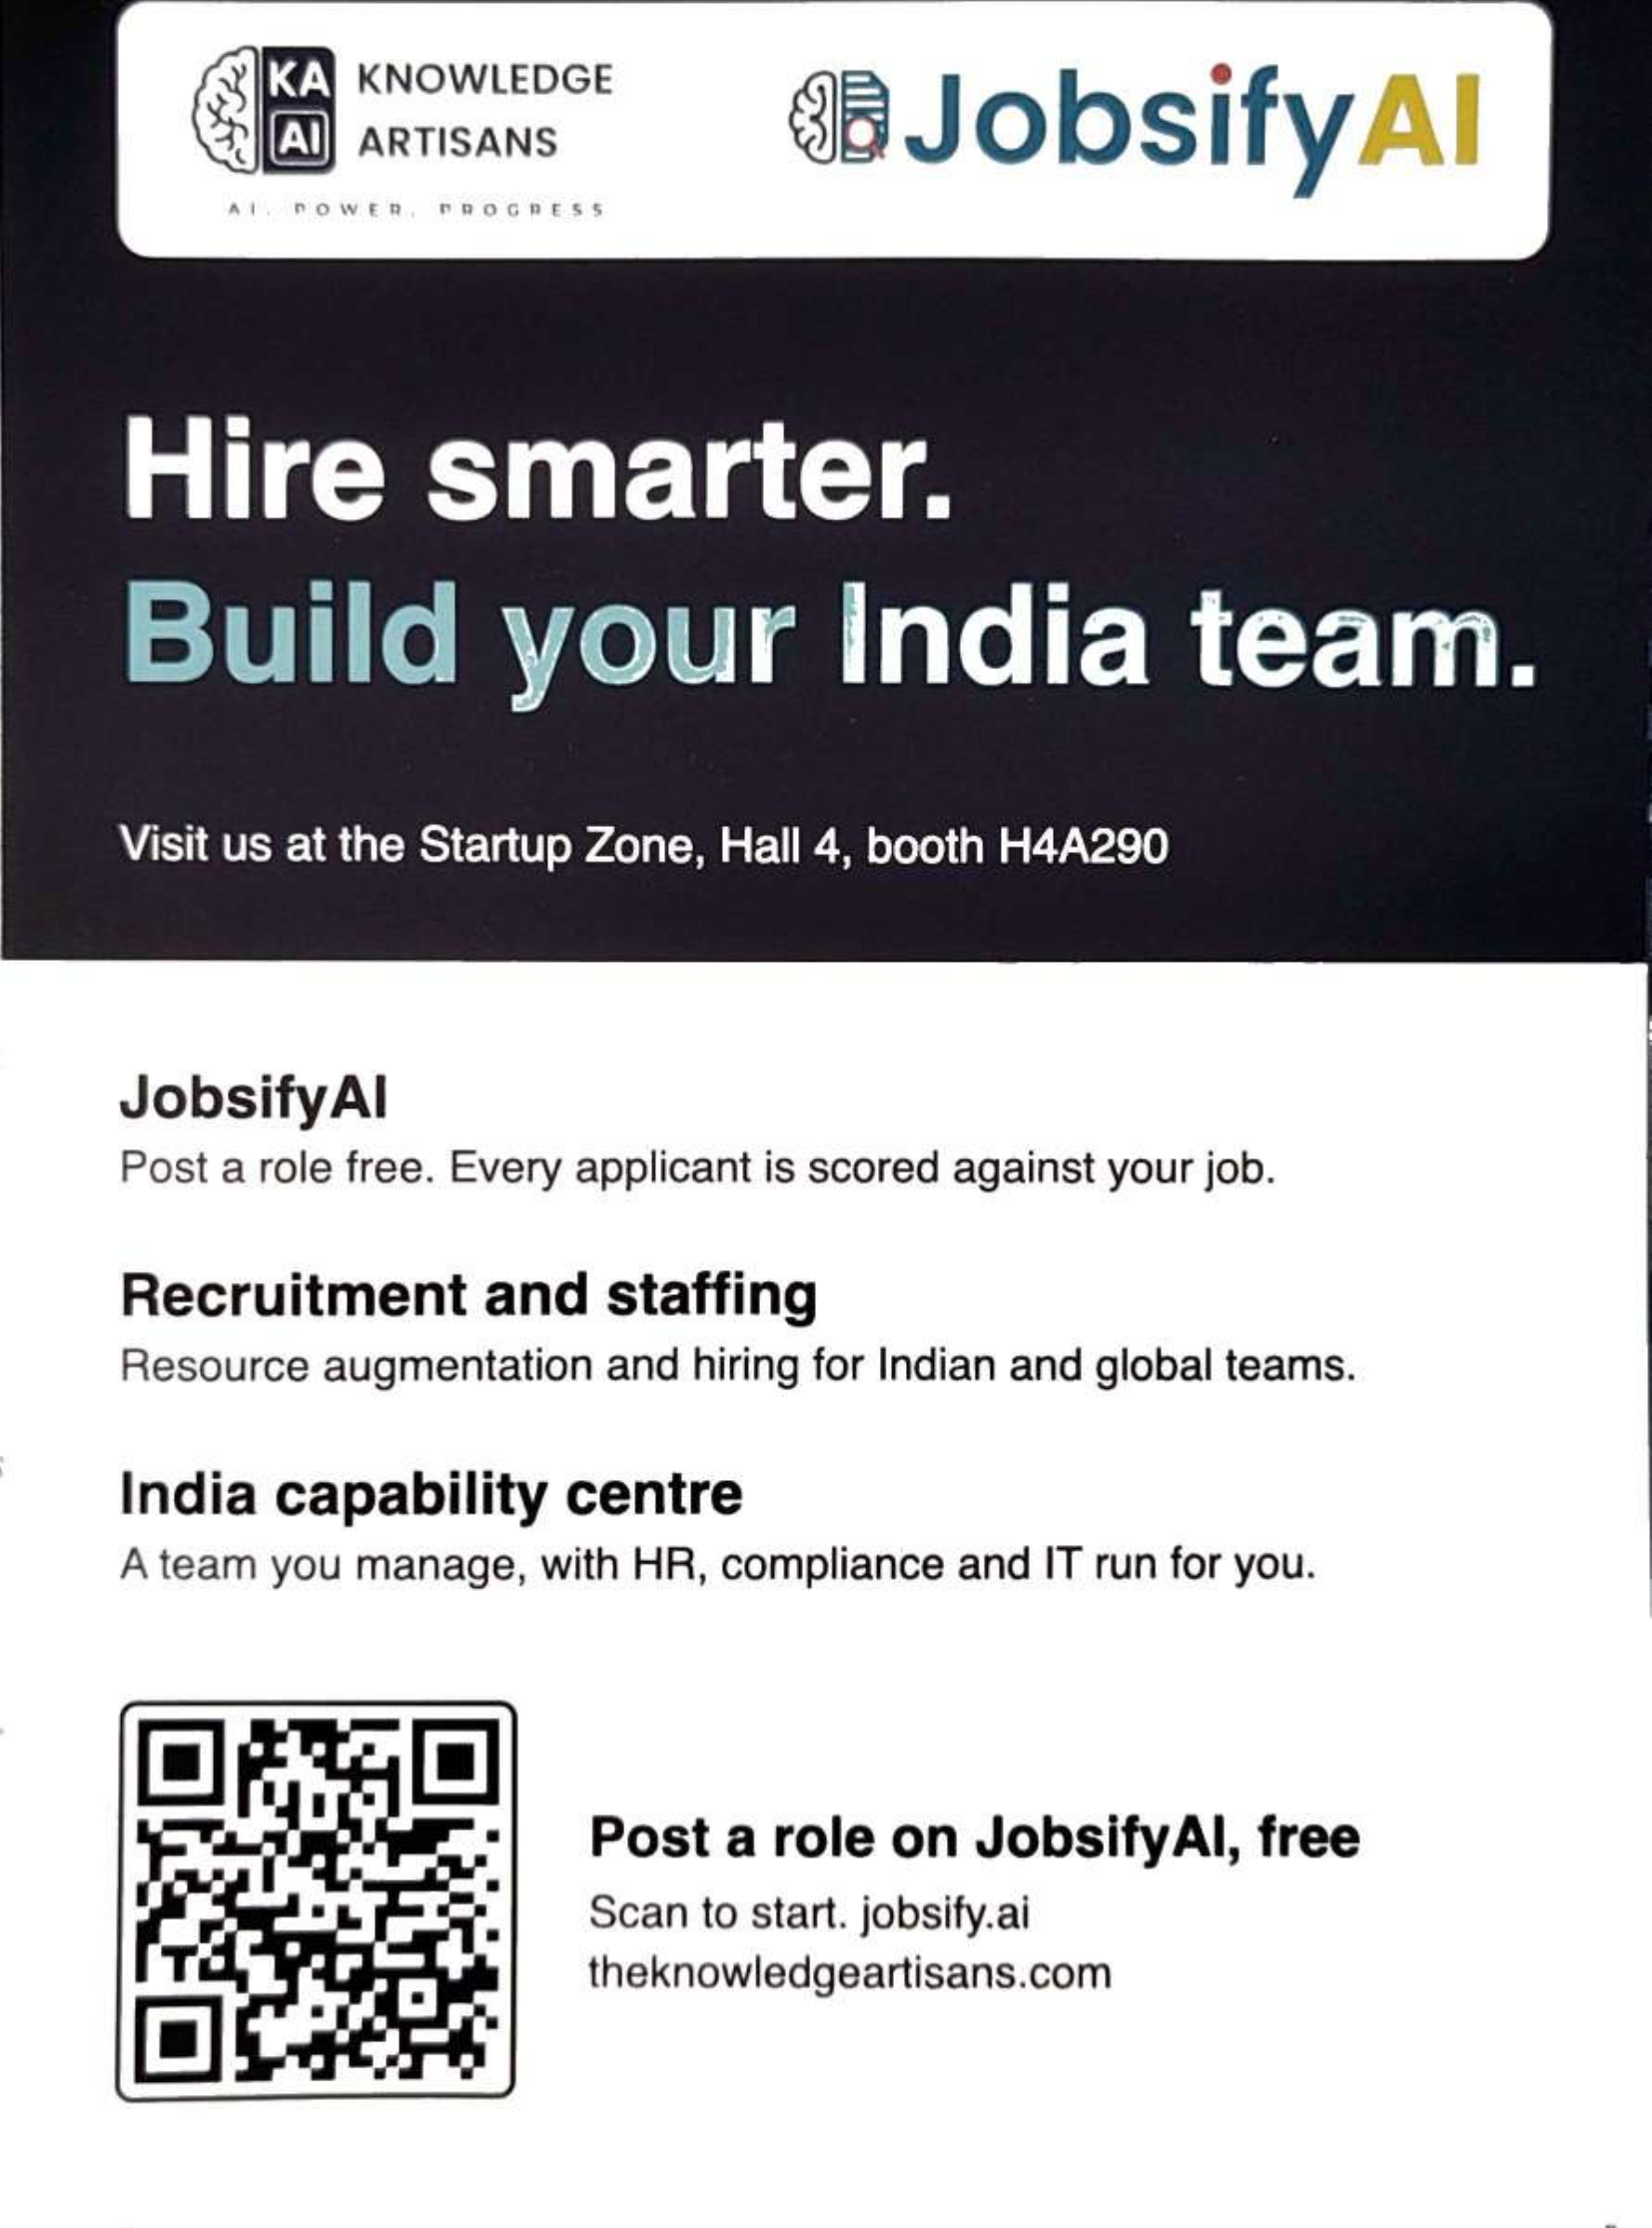 KA
AI
KNOWLEDGE
ARTISANS
AI. POWER. PROGRESS
JobsifyAI
Hire smarter.
Build your India team.
Visit us at the Startup Zone, Hall 4, booth H4A290
JobsifyAI
Post a role free. Every applicant is scored against your job.
Recruitment and staffing
Resource augmentation and hiring for Indian and global teams.
India capability centre
A team you manage, with HR, compliance and IT run for you.
Post a role on JobsifyAI, free
Scan to start. jobsify.ai
theknowledgeartisans.com